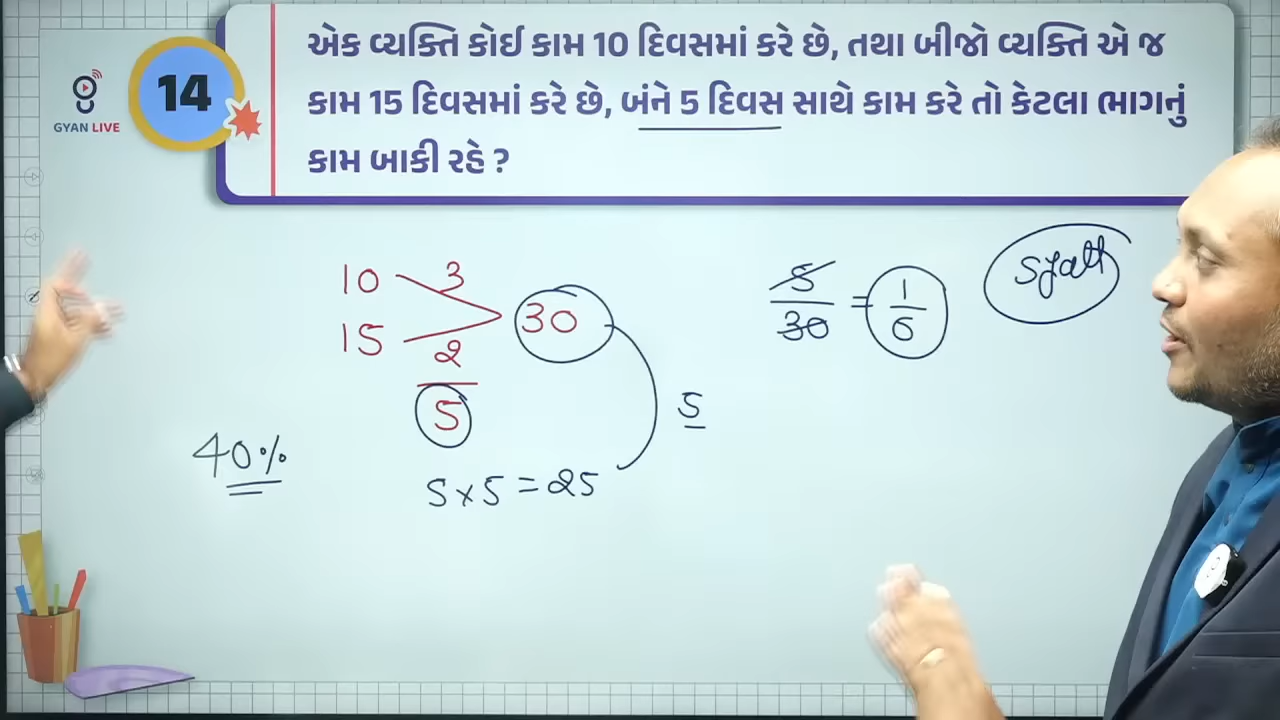 14
GYAN LIVE
એક વ્યક્તિ કોઈ કામ 10 દિવસમાં કરે છે, તથા બીજો વ્યક્તિ એ જ
કામ 15 દિવસમાં કરે છે, બંને 5 દિવસ સાથે કામ કરે તો કેટલા ભાગનું
કામ બાકી રહે ?
10 3
15 2
30
5
5 × 5 = 25
5
40%
5/30 = 1/6